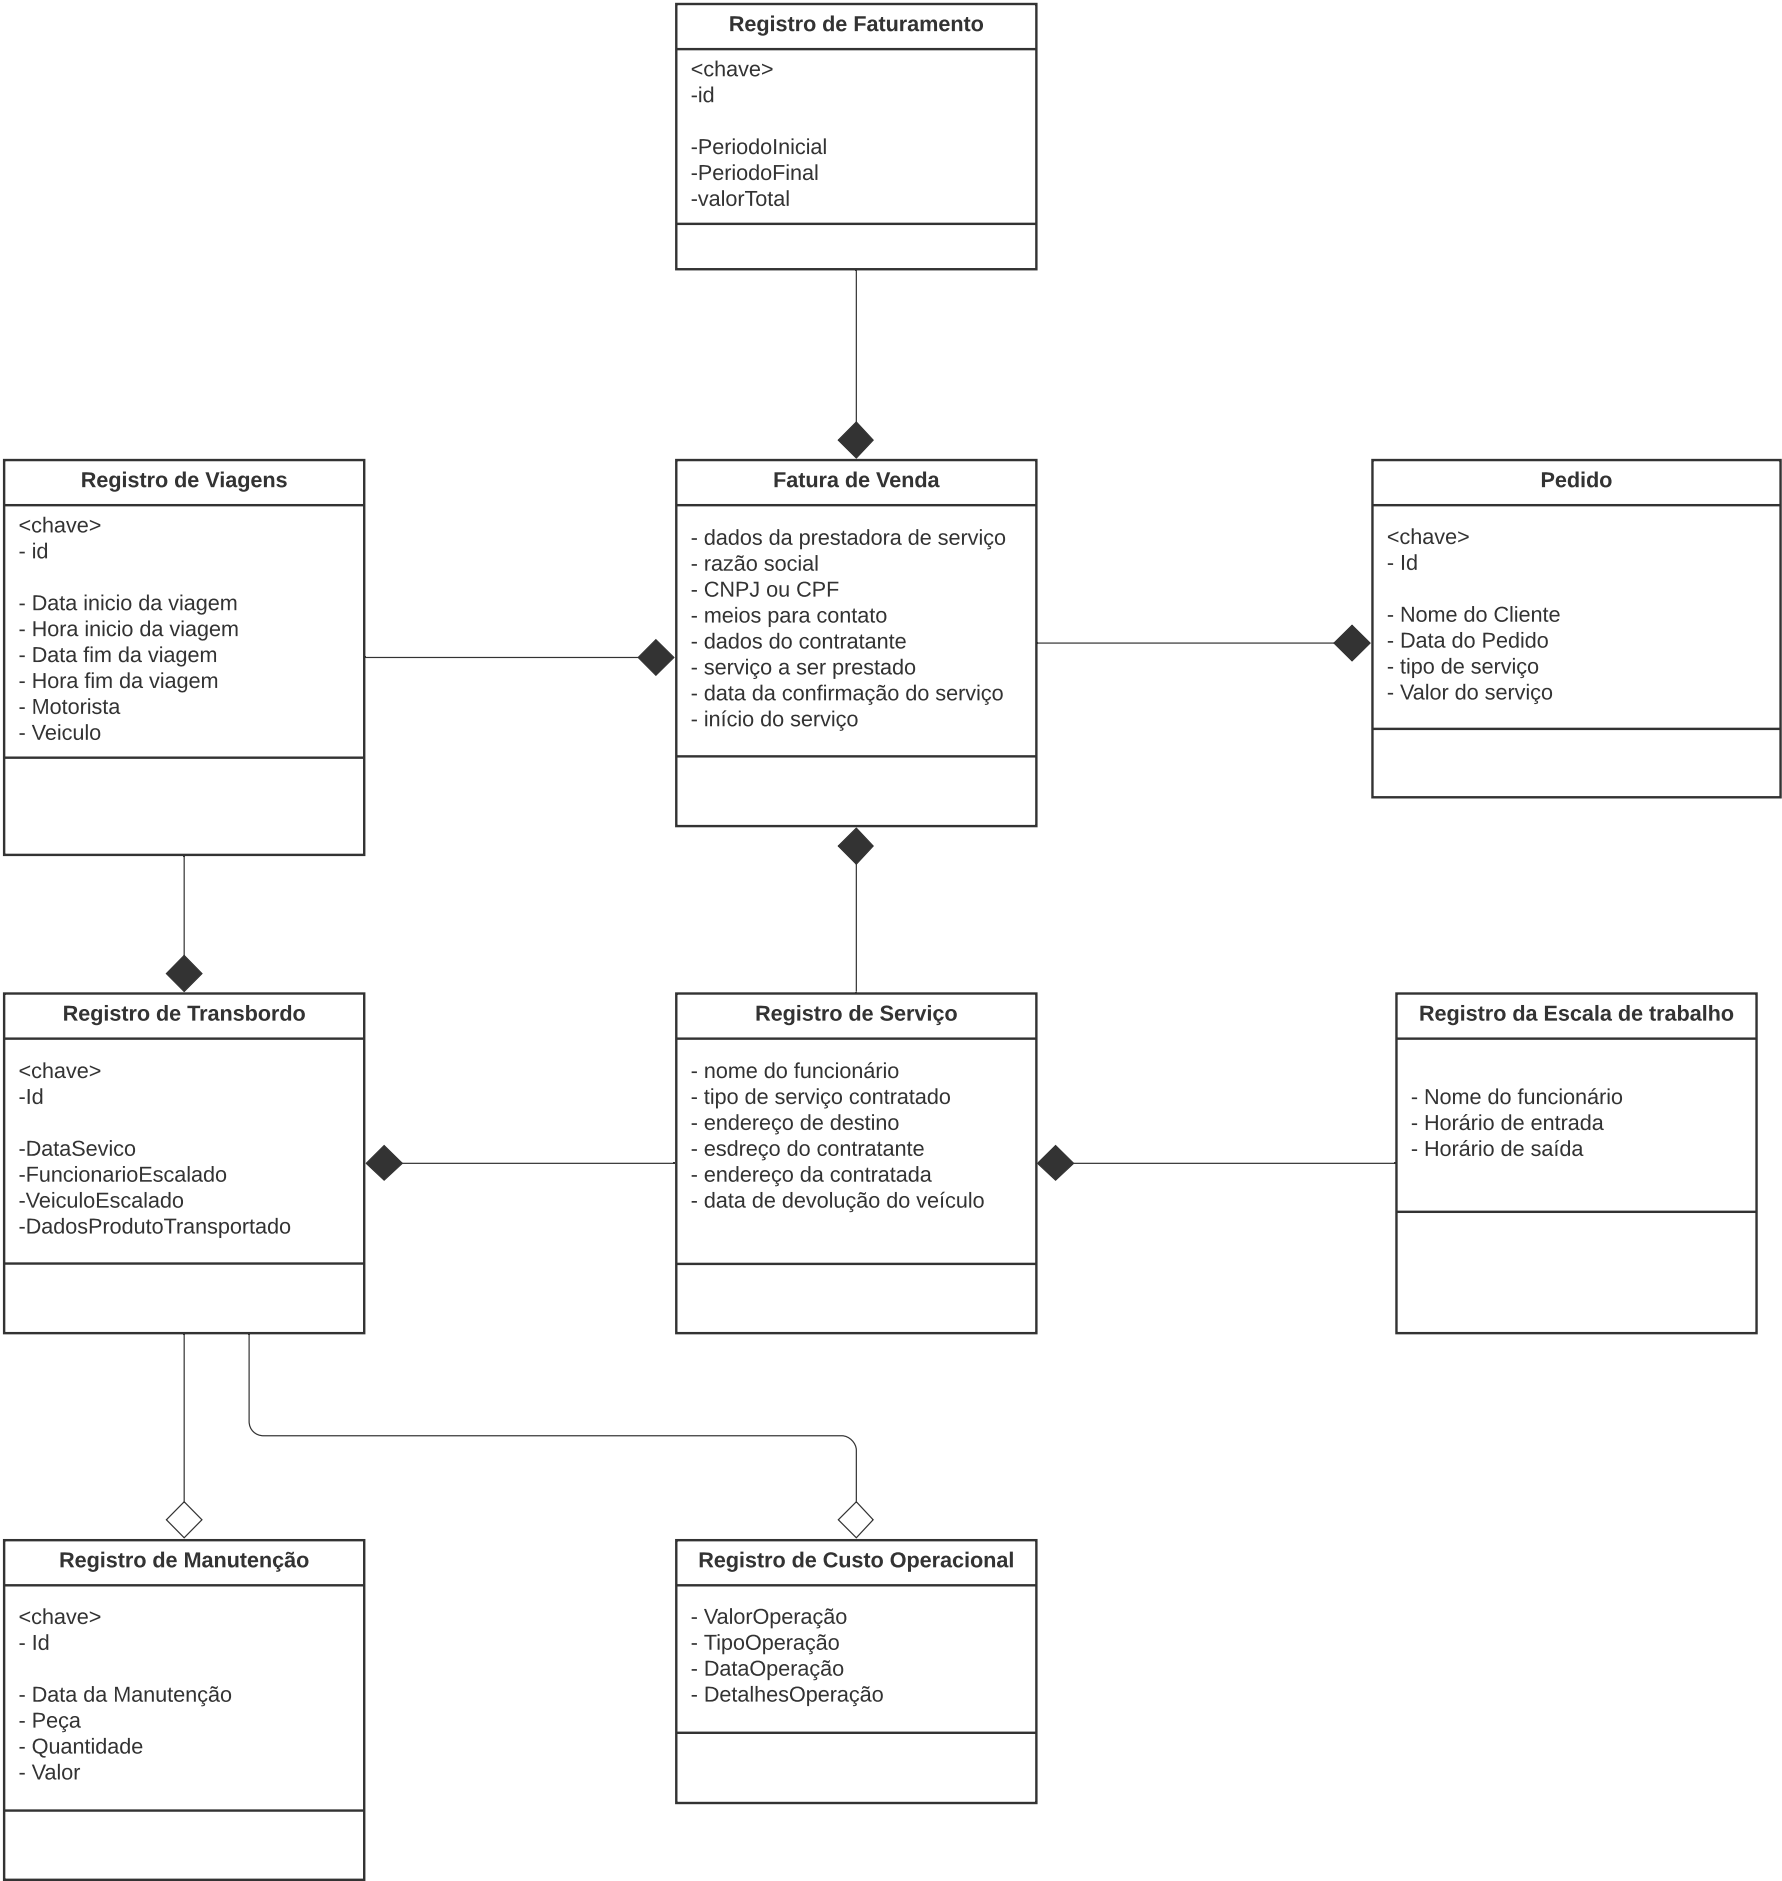 Registro de Faturamento
<chave>
-id
-PeriodoInicial
-PeriodoFinal
-valorTotal
Registro de Viagens
<chave>
- id
- Data inicio da viagem
- Hora inicio da viagem
- Data fim da viagem
- Hora fim da viagem
- Motorista
- Veiculo
Fatura de Venda
- dados da prestadora de serviço
- razão social
- CNPJ ou CPF
- meios para contato
- dados do contratante
- serviço a ser prestado
- data da confirmação do serviço
- início do serviço
Pedido
<chave>
- Id
- Nome do Cliente
- Data do Pedido
- tipo de serviço
- Valor do serviço
Registro de Transbordo
<chave>
-Id
-DataSevico
-FuncionarioEscalado
-VeiculoEscalado
-DadosProdutoTransportado
Registro de Serviço
- nome do funcionário
- tipo de serviço contratado
- endereço de destino
- esdreço do contratante
- endereço da contratada
- data de devolução do veículo
Registro da Escala de trabalho
- Nome do funcionário
- Horário de entrada
- Horário de saída
Registro de Manutenção
<chave>
- Id
- Data da Manutenção
- Peça
- Quantidade
- Valor
Registro de Custo Operacional
- ValorOperação
- TipoOperação
- DataOperação
- DetalhesOperação